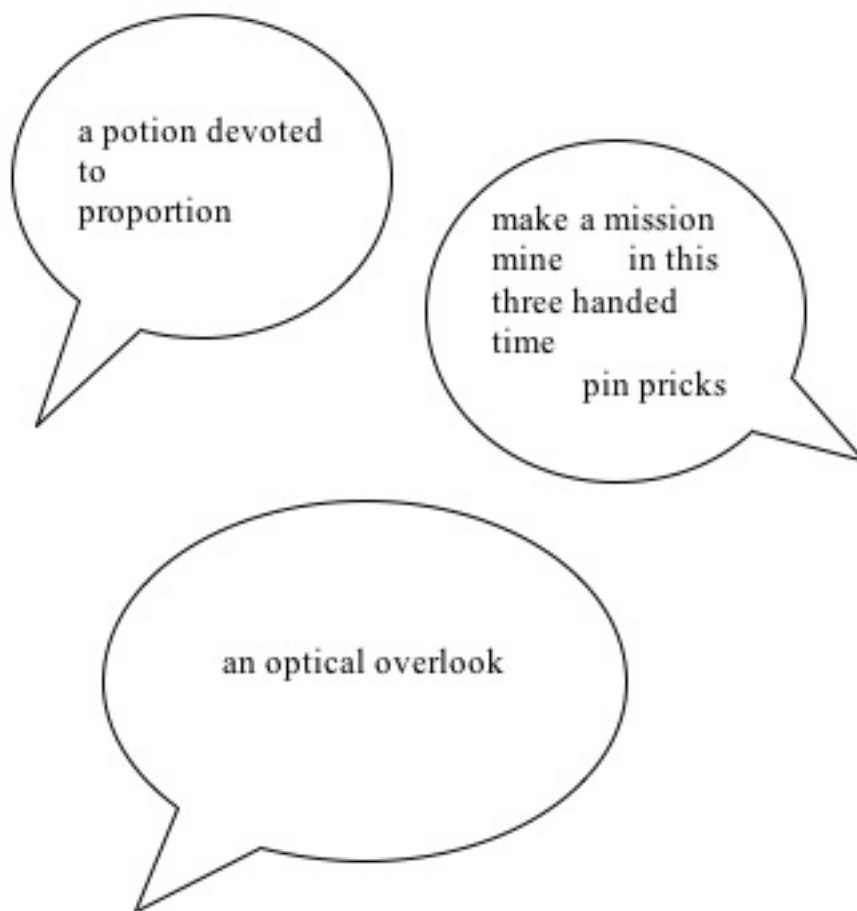 a potion devoted
to
proportion
make a mission
mine in this
three handed
time
pin pricks
an optical overlook